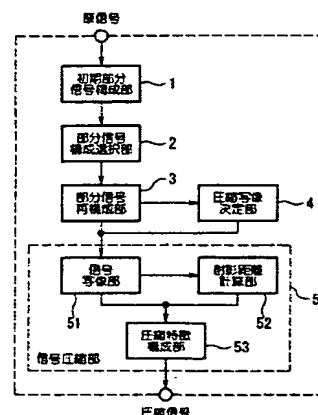 原信号
初期部分
信号構成部
1
部分信号
構成選択部
2
部分信号
再構成部
3
圧縮写像
決定部
4
信号
写像部
51
射影距離
計算部
52
5
圧縮特徴
構成部
53
信号圧縮部
圧縮信号